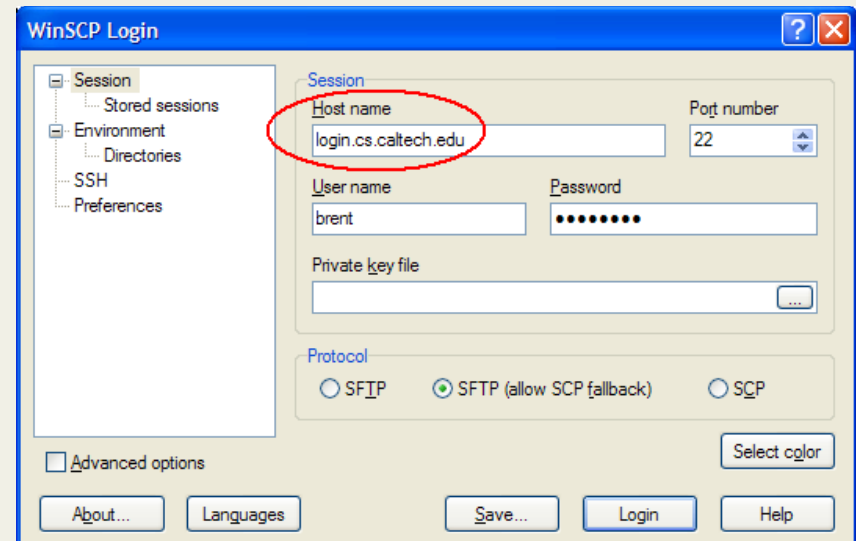 WinSCP Login
Session
Stored sessions
Environment
Directories
SSH
Preferences
Session
Host name Port number
login.cs.caltech.edu 22
User name Password
brent ••••••••
Private key file
...
Protocol
SFTP SFTP (allow SCP fallback) SCP
Advanced options
Select color
About... Languages Save... Login Help